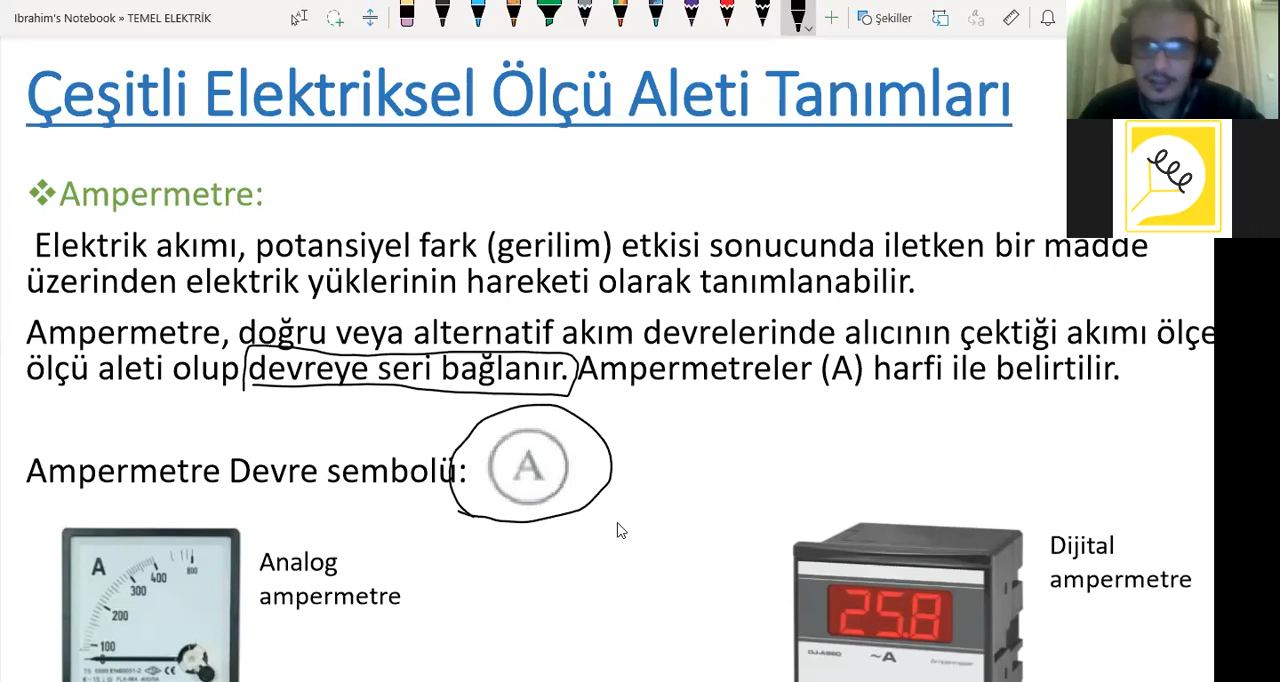 Ibrahim's Notebook » TEMEL ELEKTRİK
Şekiller
Çeşitli Elektriksel Ölçü Aleti Tanımları
❖Ampermetre:
Elektrik akımı, potansiyel fark (gerilim) etkisi sonucunda iletken bir madde
üzerinden elektrik yüklerinin hareketi olarak tanımlanabilir.
Ampermetre, doğru veya alternatif akım devrelerinde alıcının çektiği akımı ölçe
ölçü aleti olup devreye seri bağlanır. Ampermetreler (A) harfi ile belirtilir.
Ampermetre Devre sembolü: A
Analog
ampermetre
A
800
400
300
200
100
0
Dijital
ampermetre
25.8
~A
Ampermeter